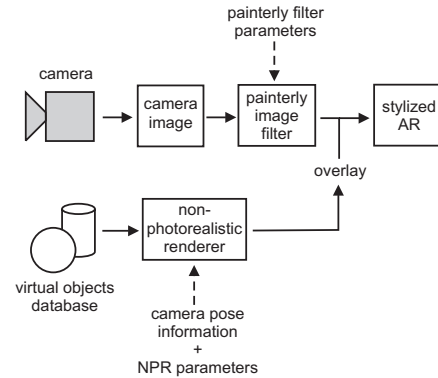 painterly filter
parameters
camera
camera
image
painterly
image
filter
stylized
AR
overlay
non-
photorealistic
renderer
virtual objects
database
camera pose
information
+
NPR parameters